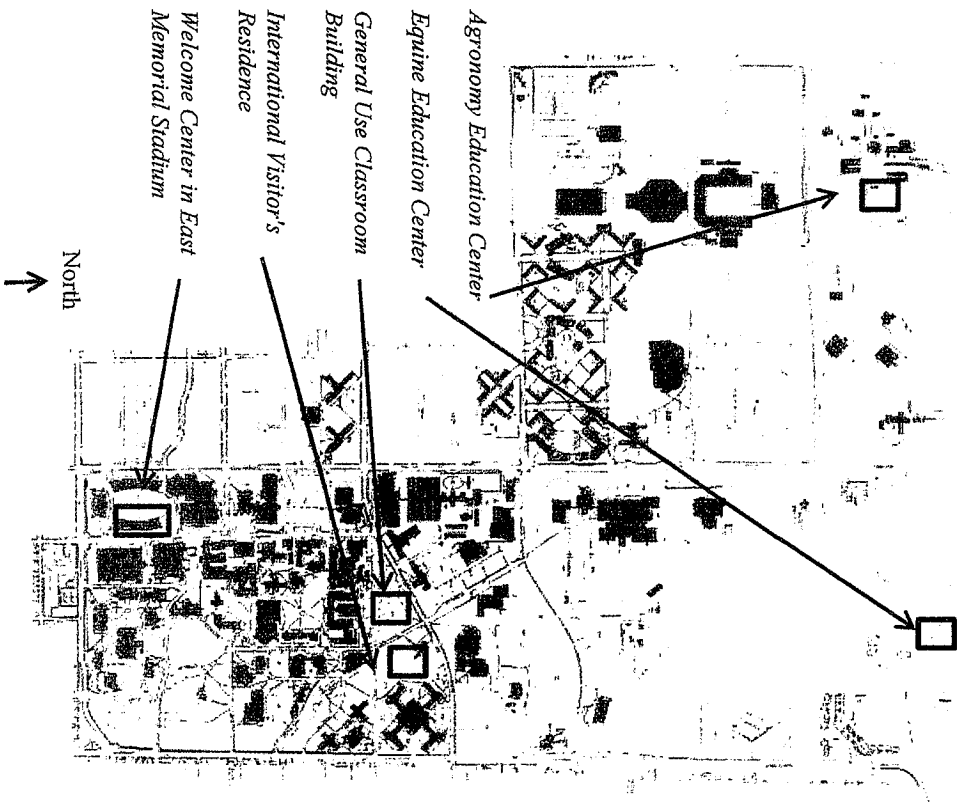 Agronomy Education Center
Equine Education Center
General Use Classroom
Building
International Visitor's
Residence
Welcome Center in East
Memorial Stadium
North